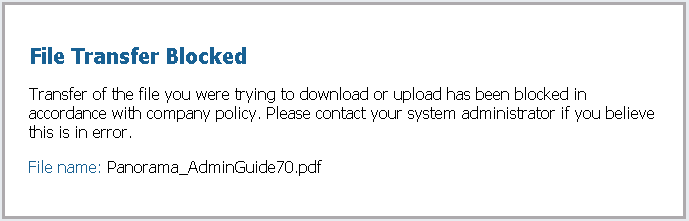 File Transfer Blocked
Transfer of the file you were trying to download or upload has been blocked in
accordance with company policy. Please contact your system administrator if you believe
this is in error.
File name: Panorama_AdminGuide70.pdf